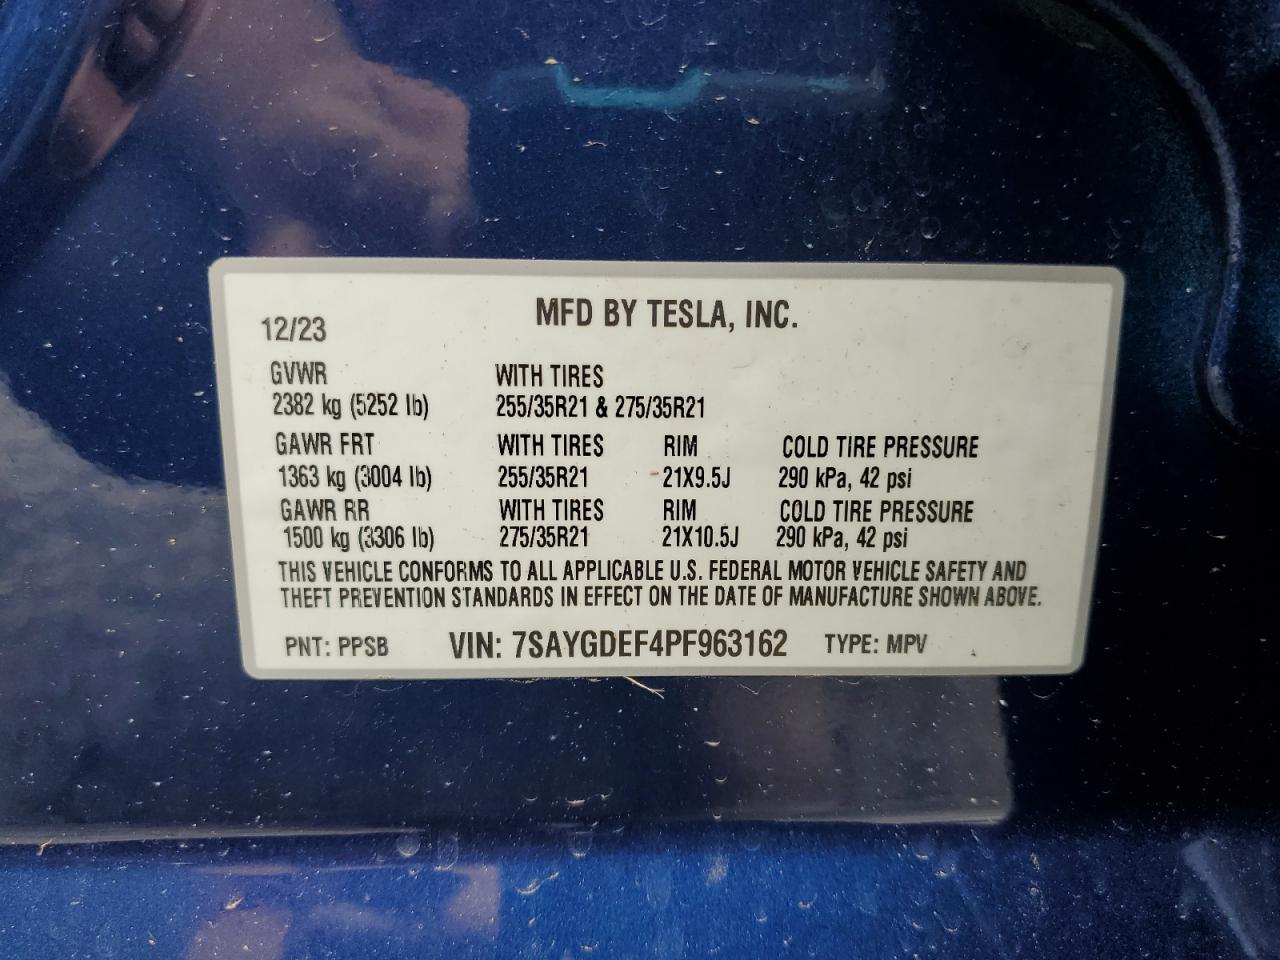 MFD BY TESLA, INC.
12/23
GVWR WITH TIRES
2382 kg (5252 lb) 255/35R21 & 275/35R21
GAWR FRT WITH TIRES RIM COLD TIRE PRESSURE
1363 kg (3004 lb) 255/35R21 21X9.5J 290 kPa, 42 psi
GAWR RR WITH TIRES RIM COLD TIRE PRESSURE
1500 kg (3306 lb) 275/35R21 21X10.5J 290 kPa, 42 psi
THIS VEHICLE CONFORMS TO ALL APPLICABLE U.S. FEDERAL MOTOR VEHICLE SAFETY AND
THEFT PREVENTION STANDARDS IN EFFECT ON THE DATE OF MANUFACTURE SHOWN ABOVE.
PNT: PPSB VIN: 7SAYGDEF4PF963162 TYPE: MPV